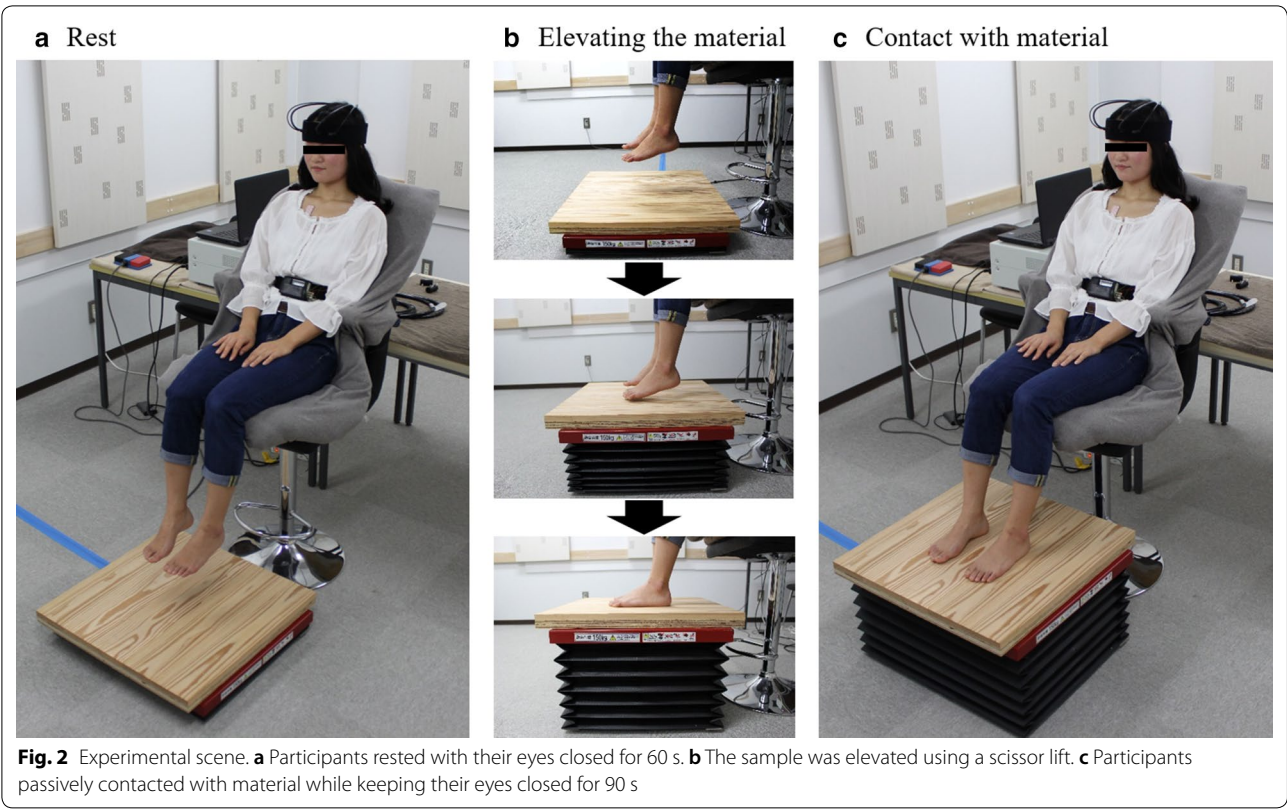 a Rest
b Elevating the material
c Contact with material
150kg
150kg
Fig. 2 Experimental scene. a Participants rested with their eyes closed for 60 s. b The sample was elevated using a scissor lift. c Participants
passively contacted with material while keeping their eyes closed for 90 s